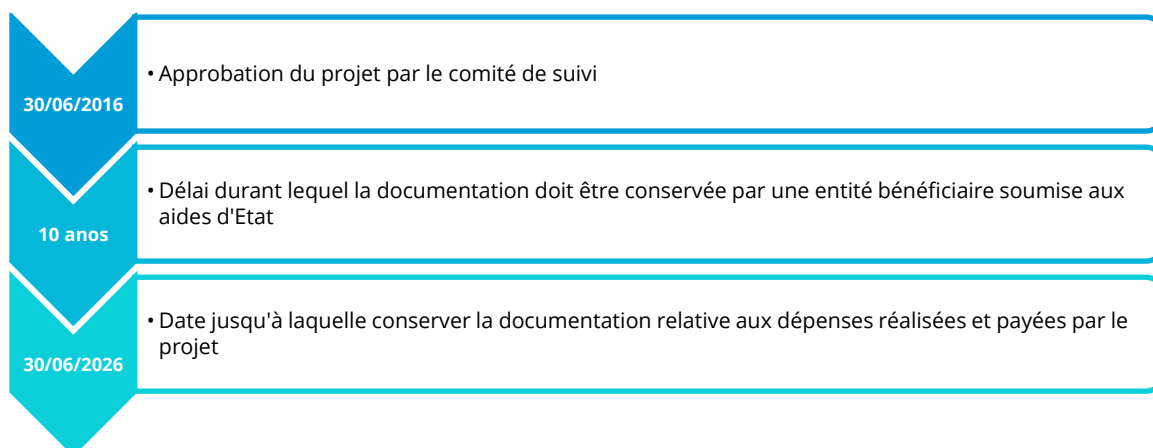 30/06/2016
• Approbation du projet par le comité de suivi
10 anos
• Délai durant lequel la documentation doit être conservée par une entité bénéficiaire soumise aux
aides d'Etat
30/06/2026
• Date jusqu'à laquelle conserver la documentation relative aux dépenses réalisées et payées par le
projet